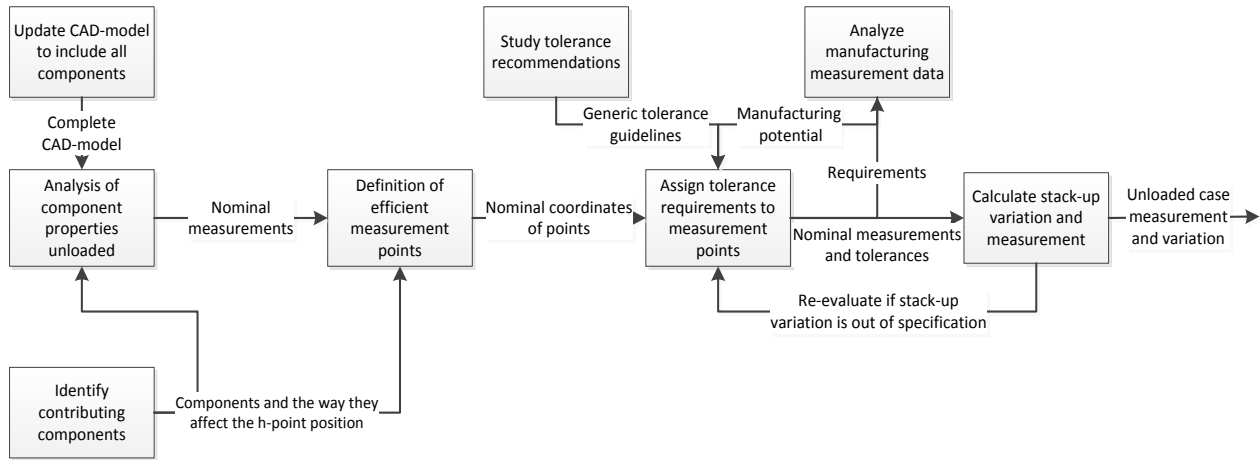 Update CAD-model
to include all
components
Study tolerance
recommendations
Analyze
manufacturing
measurement data
Complete
CAD-model
Generic tolerance
guidelines
Manufacturing
potential
Requirements
Analysis of
component
properties
unloaded
Nominal
measurements
Definition of
efficient
measurement
points
Nominal coordinates
of points
Assign tolerance
requirements to
measurement
points
Nominal measurements
and tolerances
Calculate stack-up
variation and
measurement
Unloaded case
measurement
and variation
Re-evaluate if stack-up
variation is out of specification
Identify
contributing
components
Components and the way they
affect the h-point position